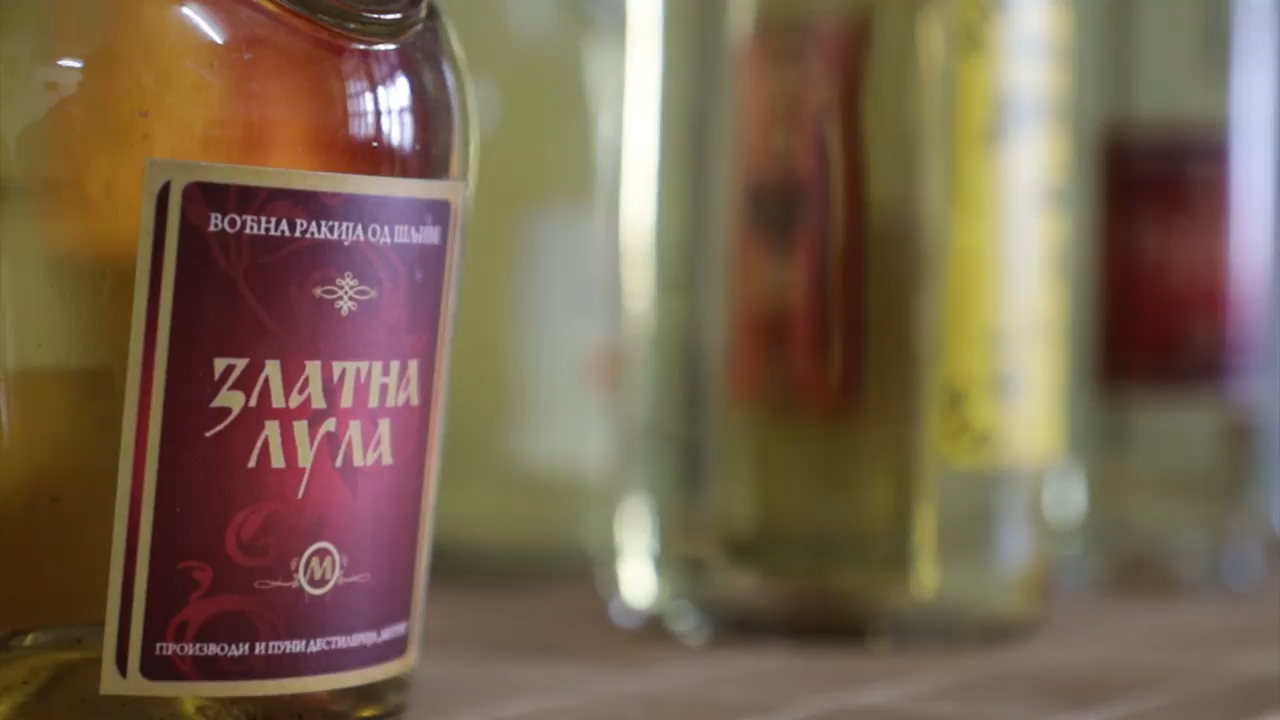 ВОЋНА РАКИЈА ОД ШЉИВЕ
ЗЛАТНА
ЛУЛА
М
ПРОИЗВОДИ И ПУНИ ДЕСТИЛЕРИЈА